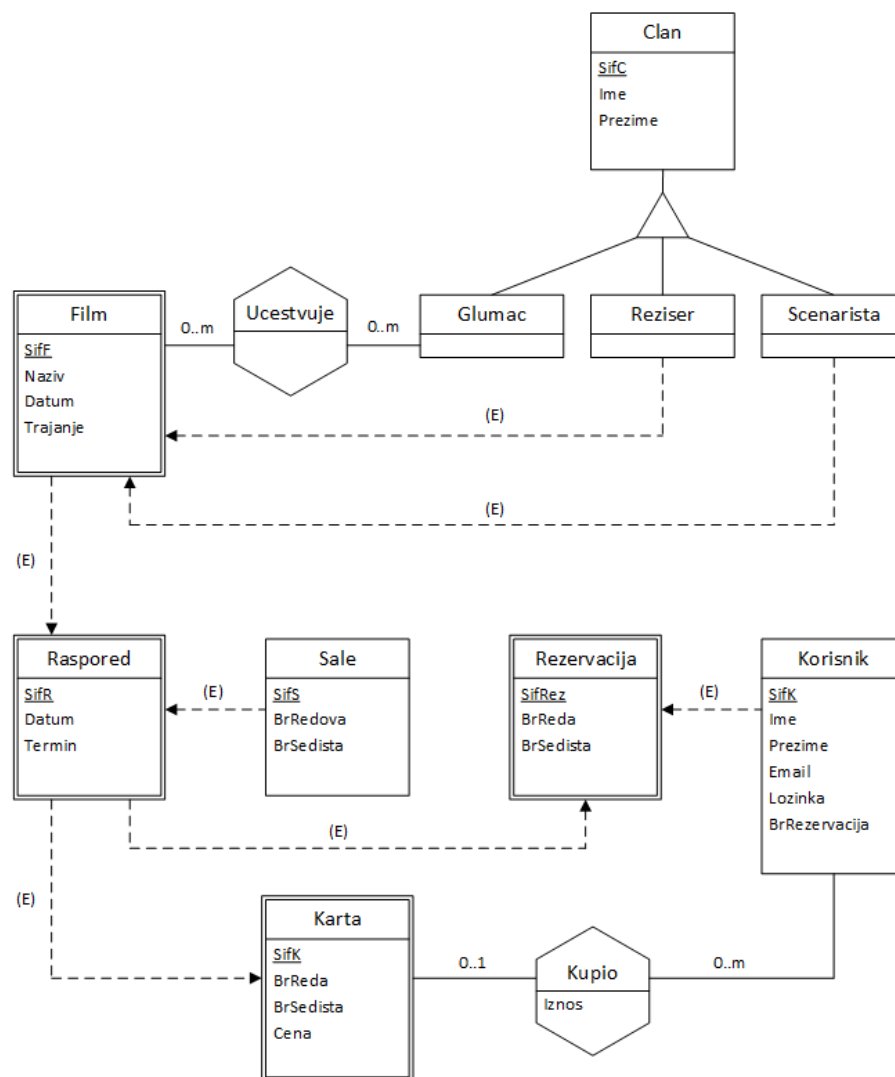 Clan
SifC
Ime
Prezime
Film
SifF
Naziv
Datum
Trajanje
0..m
Ucestvuje
0..m
Glumac
Reziser
Scenarista
(E)
(E)
(E)
Raspored
SifR
Datum
Termin
(E)
Sale
SifS
BrRedova
BrSedista
Rezervacija
SifRez
BrReda
BrSedista
(E)
Korisnik
SifK
Ime
Prezime
Email
Lozinka
BrRezervacija
(E)
(E)
Karta
SifK
BrReda
BrSedista
Cena
0..1
Kupio
Iznos
0..m